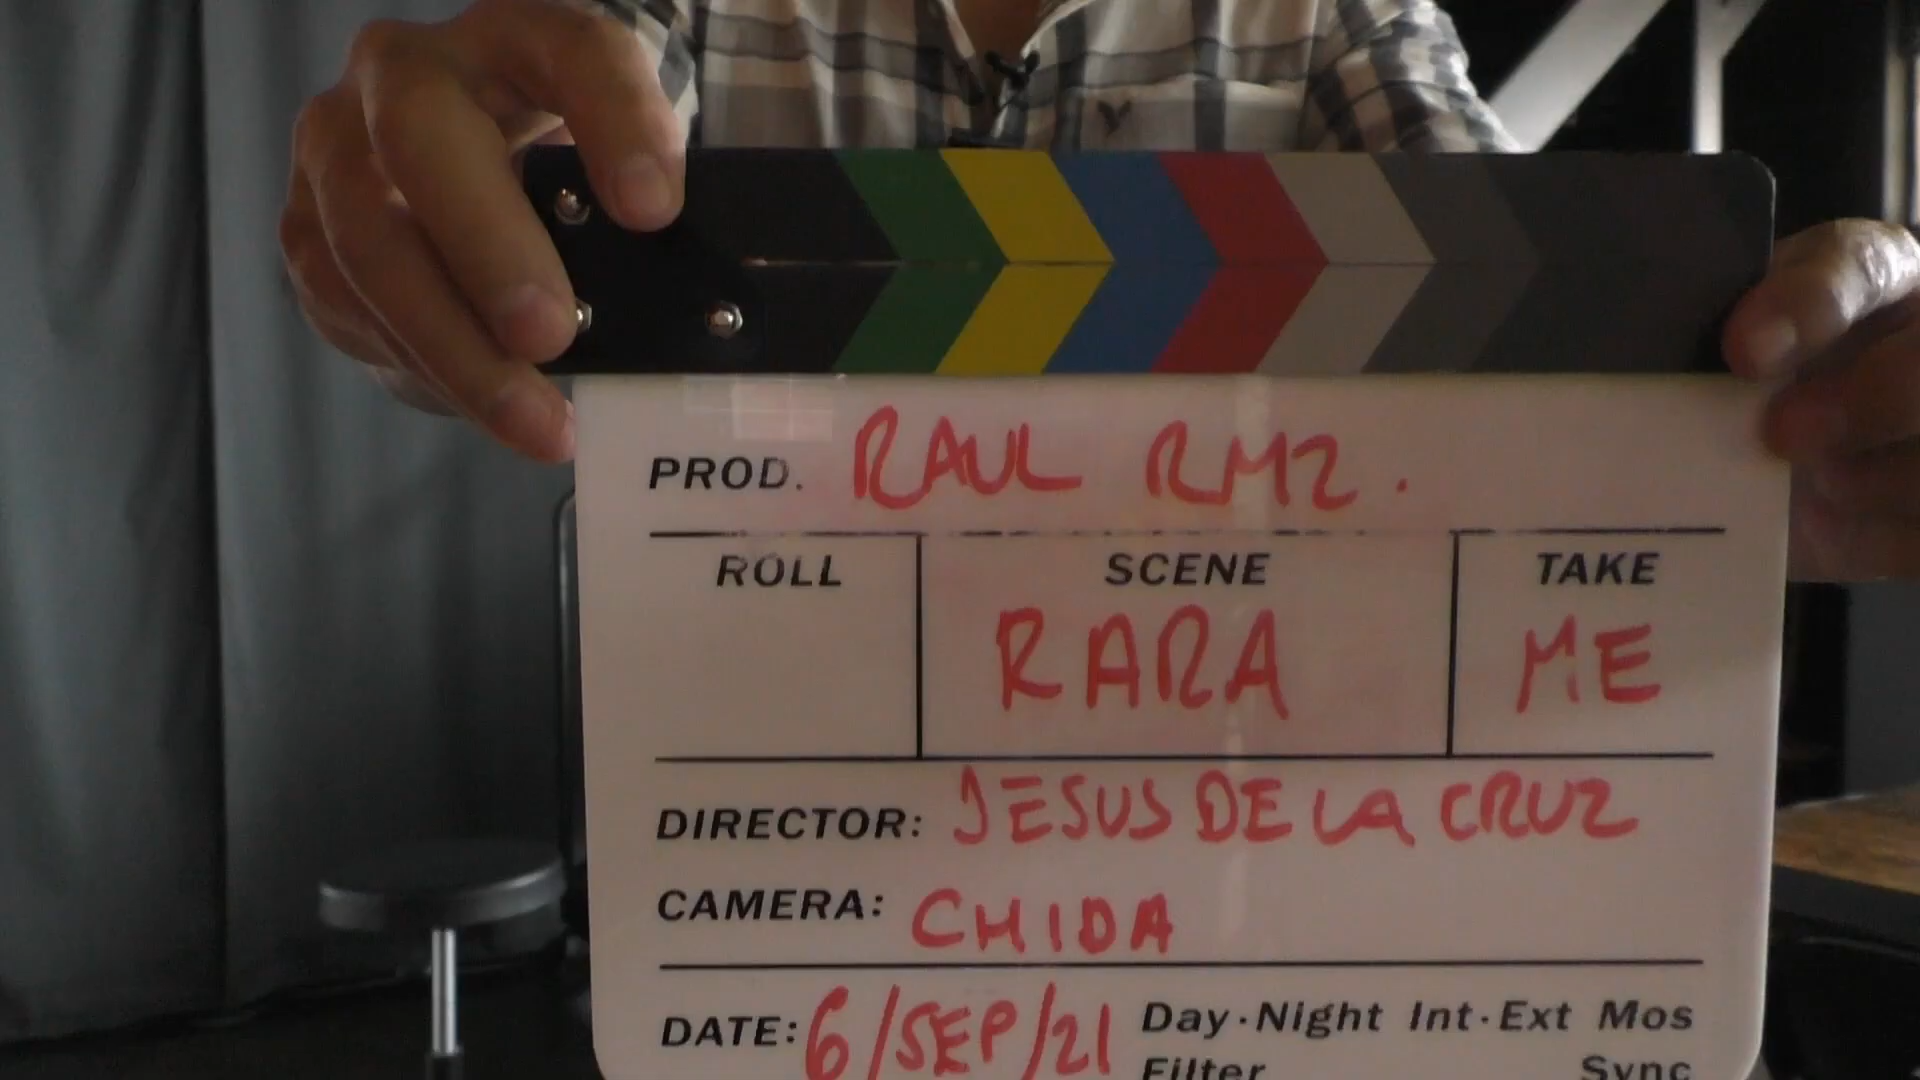 PROD. RAUL RMZ.
ROLL SCENE TAKE
RARA ME
DIRECTOR: JESUS DE LA CRUZ
CAMERA: CHIDA
DATE: 6/SEP/21 Day·Night Int·Ext Mos
Filter Sync